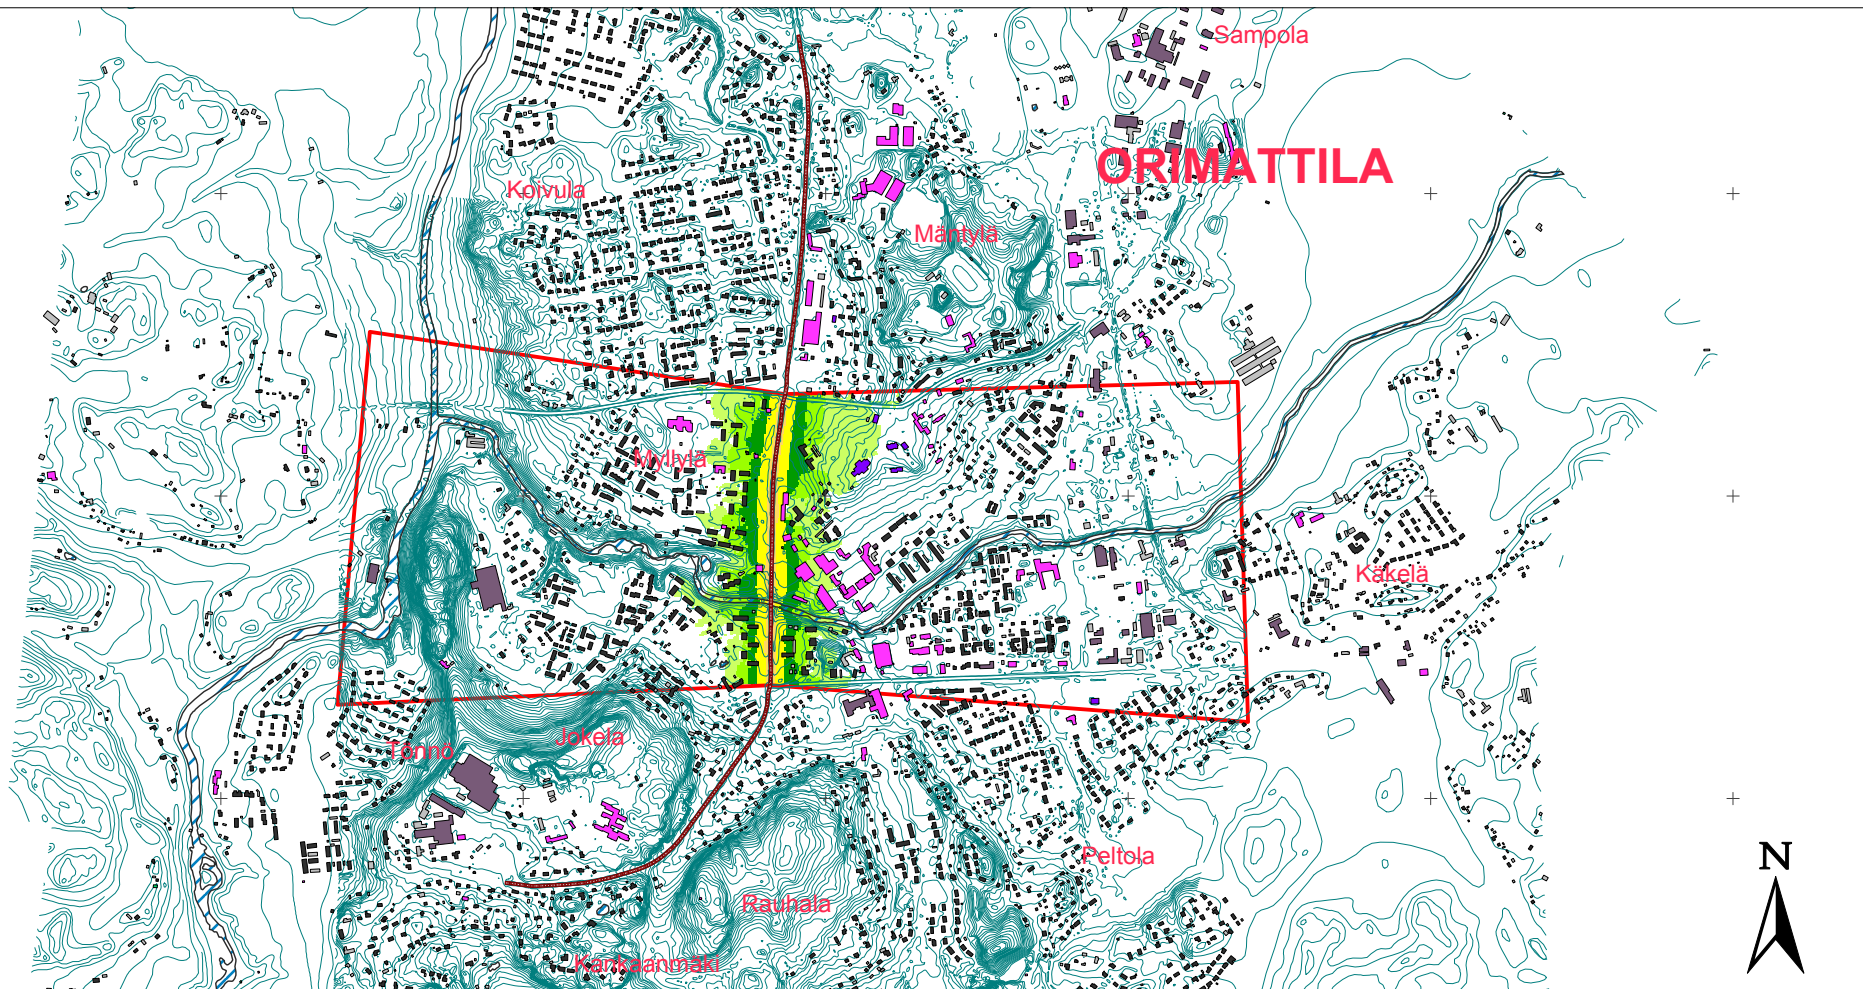 Sampola
ORIMATTILA
Koivula
Mäntylä
Myllylä
Käkelä
Tönnö
Jokela
N
Peltola
Rauhala
Kankaanmäki